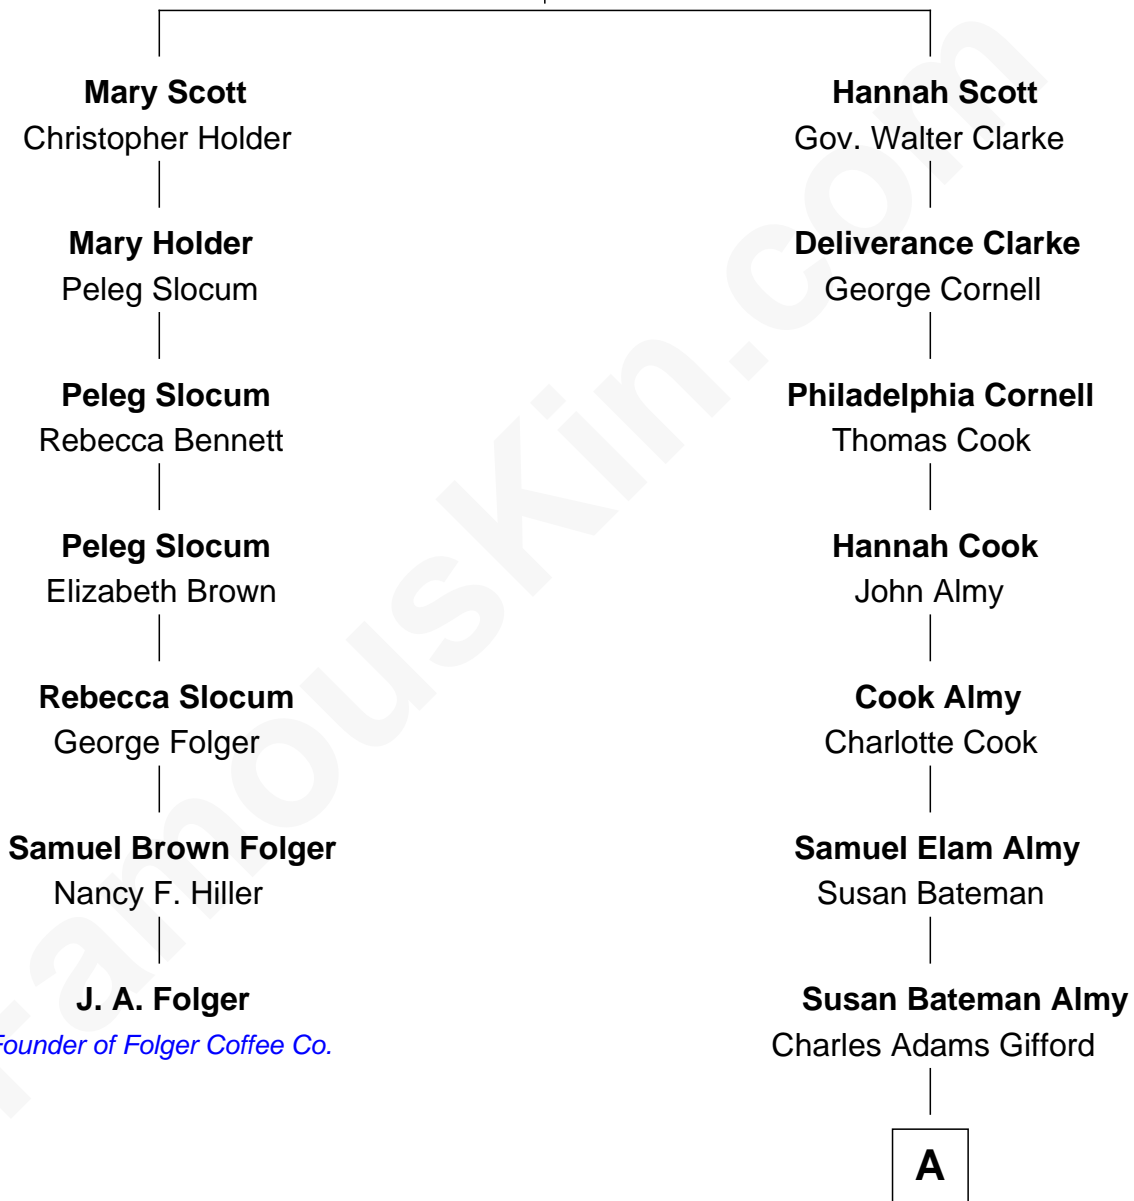 Mary Scott
Christopher Holder
Hannah Scott
Gov. Walter Clarke
Mary Holder
Peleg Slocum
Deliverance Clarke
George Cornell
Peleg Slocum
Rebecca Bennett
Philadelphia Cornell
Thomas Cook
Peleg Slocum
Elizabeth Brown
Hannah Cook
John Almy
Rebecca Slocum
George Folger
Cook Almy
Charlotte Cook
Samuel Brown Folger
Nancy F. Hiller
Samuel Elam Almy
Susan Bateman
J. A. Folger
Founder of Folger Coffee Co.
Susan Bateman Almy
Charles Adams Gifford
A
FamousKin.com